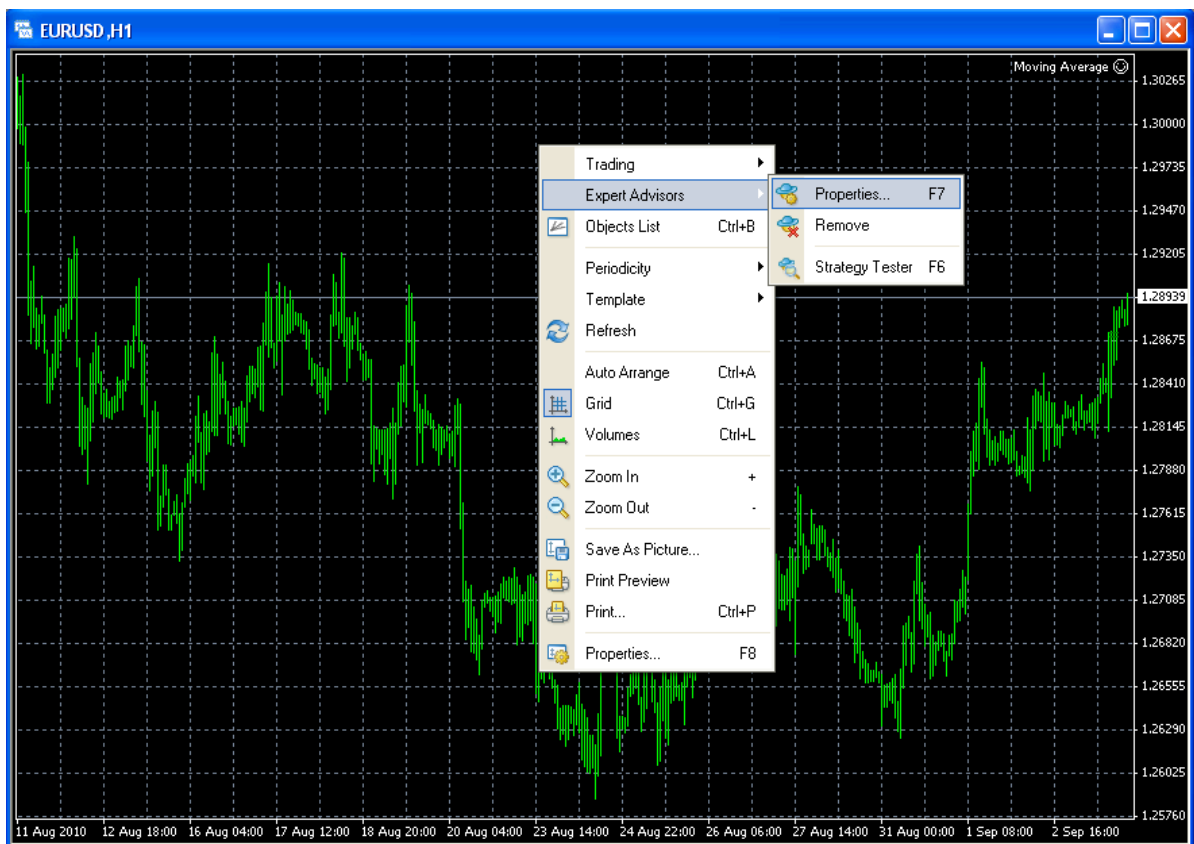 EURUSD,H1
Moving Average
1.30265
1.30000
1.29735
1.29470
1.29205
1.28939
1.28675
1.28410
1.28145
1.27880
1.27615
1.27350
1.27085
1.26820
1.26555
1.26290
1.26025
1.25760
Trading
Expert Advisors
Objects List Ctrl+B
Periodicity
Template
Refresh
Auto Arrange Ctrl+A
Grid Ctrl+G
Volumes Ctrl+L
Zoom In +
Zoom Out -
Save As Picture...
Print Preview
Print... Ctrl+P
Properties... F8
Properties... F7
Remove
Strategy Tester F6
11 Aug 2010 12 Aug 18:00 16 Aug 04:00 17 Aug 12:00 18 Aug 20:00 20 Aug 04:00 23 Aug 14:00 24 Aug 22:00 26 Aug 06:00 27 Aug 14:00 31 Aug 00:00 1 Sep 08:00 2 Sep 16:00